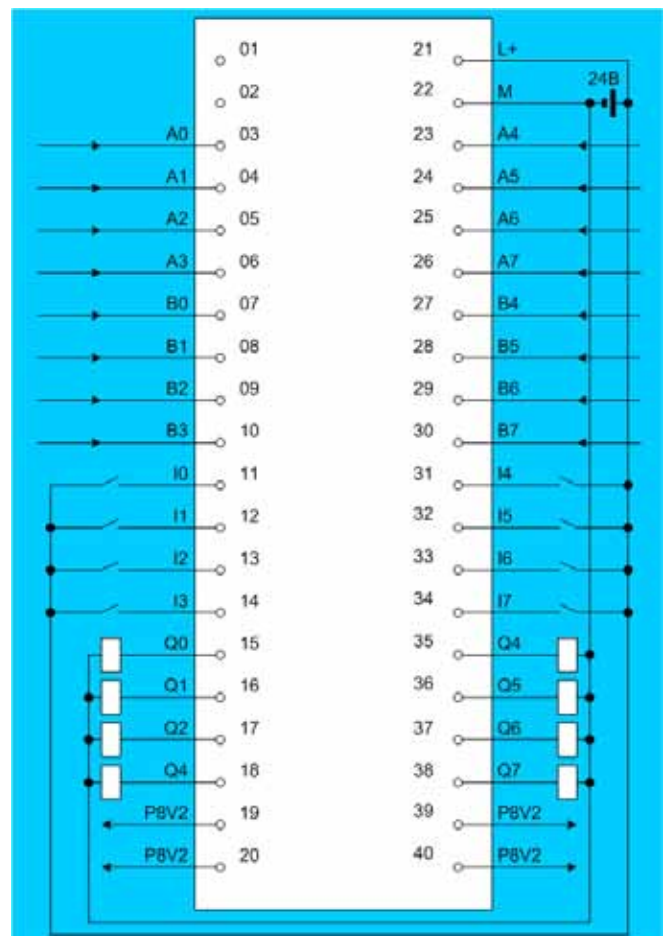 01 21 L+
02 22 M 24В
A0 03 23 A4
A1 04 24 A5
A2 05 25 A6
A3 06 26 A7
B0 07 27 B4
B1 08 28 B5
B2 09 29 B6
B3 10 30 B7
I0 11 31 I4
I1 12 32 I5
I2 13 33 I6
I3 14 34 I7
Q0 15 35 Q4
Q1 16 36 Q5
Q2 17 37 Q6
Q4 18 38 Q7
P8V2 19 39 P8V2
P8V2 20 40 P8V2